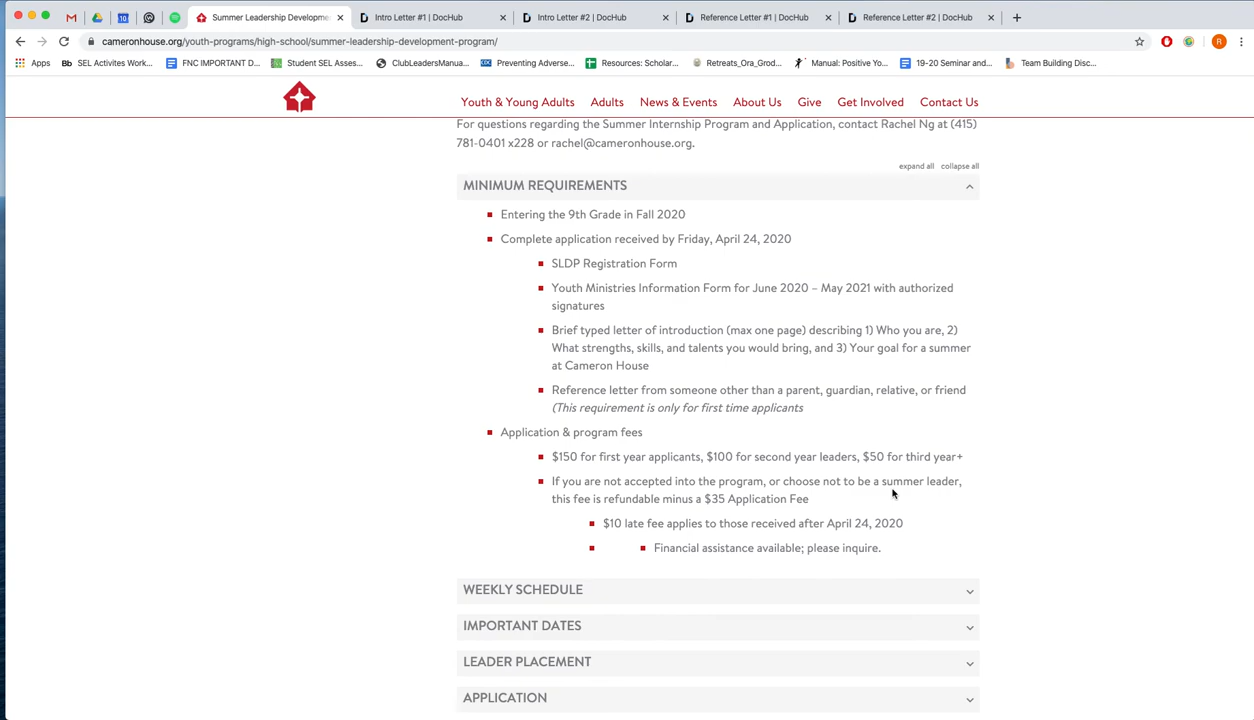 Summer Leadership Developme
Intro Letter #1 | DocHub
Intro Letter #2 | DocHub
Reference Letter #1 | DocHub
Reference Letter #2 | DocHub
cameronhouse.org/youth-programs/high-school/summer-leadership-development-program/
R
Apps
Bb SEL Activites Work...
FNC IMPORTANT D...
Student SEL Asses...
ClubLeadersManua...
Preventing Adverse...
Resources: Scholar...
Retreats_Ora_Grod...
Manual: Positive Yo...
19-20 Seminar and...
Team Building Disc...
Youth & Young Adults
Adults
News & Events
About Us
Give
Get Involved
Contact Us
For questions regarding the Summer Internship Program and Application, contact Rachel Ng at (415)
781-0401 x228 or rachel@cameronhouse.org.
expand all collapse all
MINIMUM REQUIREMENTS
Entering the 9th Grade in Fall 2020
Complete application received by Friday, April 24, 2020
SLDP Registration Form
Youth Ministries Information Form for June 2020 – May 2021 with authorized
signatures
Brief typed letter of introduction (max one page) describing 1) Who you are, 2)
What strengths, skills, and talents you would bring, and 3) Your goal for a summer
at Cameron House
Reference letter from someone other than a parent, guardian, relative, or friend
(This requirement is only for first time applicants
Application & program fees
$150 for first year applicants, $100 for second year leaders, $50 for third year+
If you are not accepted into the program, or choose not to be a summer leader,
this fee is refundable minus a $35 Application Fee
$10 late fee applies to those received after April 24, 2020
Financial assistance available; please inquire.
WEEKLY SCHEDULE
IMPORTANT DATES
LEADER PLACEMENT
APPLICATION